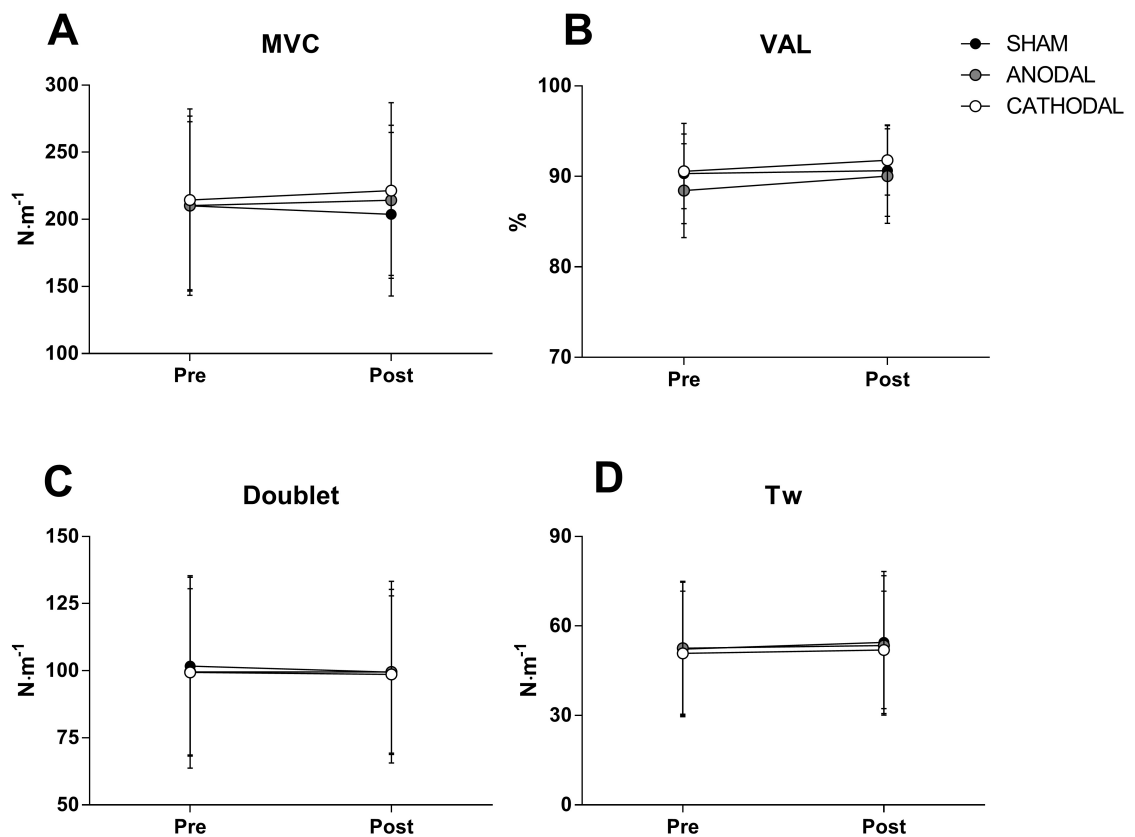 A
MVC
300
250
200
150
100
N·m⁻¹
Pre
Post
B
VAL
100
90
80
70
%
Pre
Post
SHAM
ANODAL
CATHODAL
C
Doublet
150
125
100
75
50
N·m⁻¹
Pre
Post
D
Tw
90
60
30
0
N·m⁻¹
Pre
Post